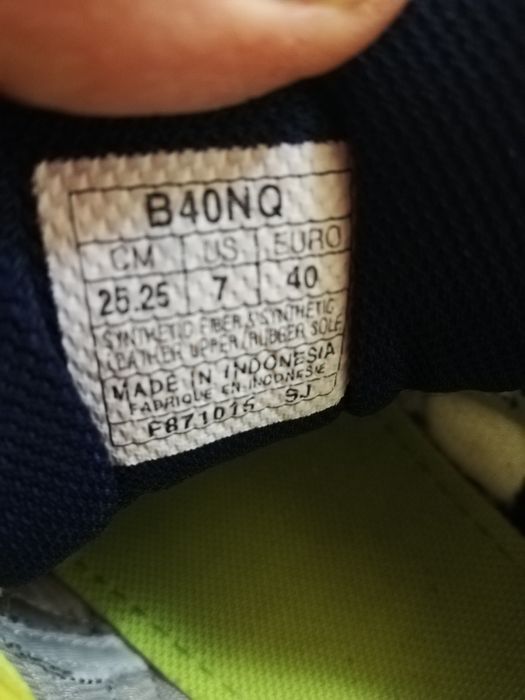 B40NQ
CM US EURO
25.25 7 40
SYNTHETIC FIBER & SYNTHETIC
LEATHER UPPER/RUBBER SOLE
MADE IN INDONESIA
FABRIQUE EN INDONESIE
F871015 SJ